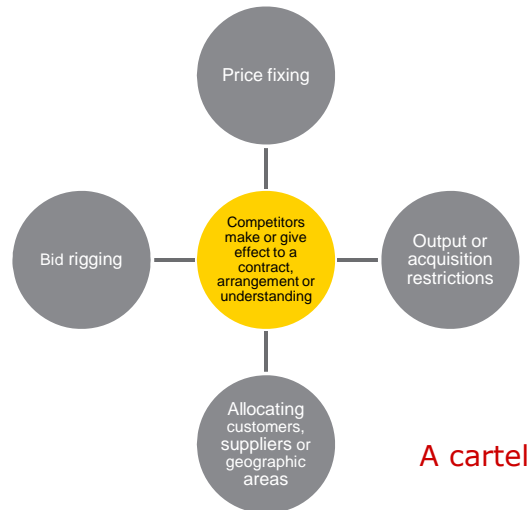 Price fixing
Competitors
make or give
effect to a
contract,
arrangement or
understanding
Bid rigging
Output or
acquisition
restrictions
Allocating
customers,
suppliers or
geographic
areas
A cartel